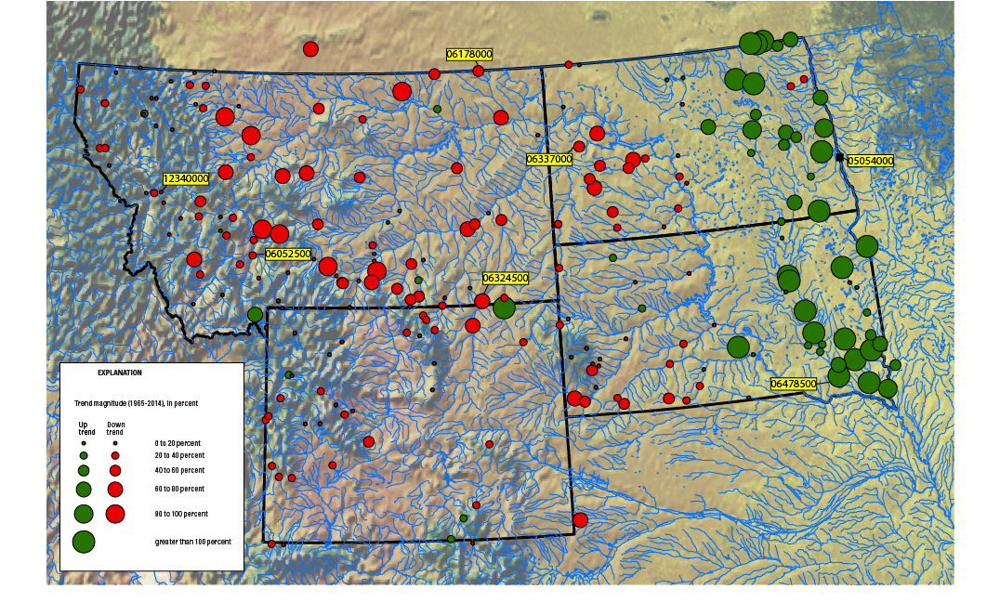 06178000
06337000
05054000
12340000
06052500
06324500
06478500
EXPLANATION
Trend magnitude (1965-2014), in percent
Up Down
trend trend
0 to 20 percent
20 to 40 percent
40 to 60 percent
60 to 80 percent
80 to 100 percent
greater than 100 percent